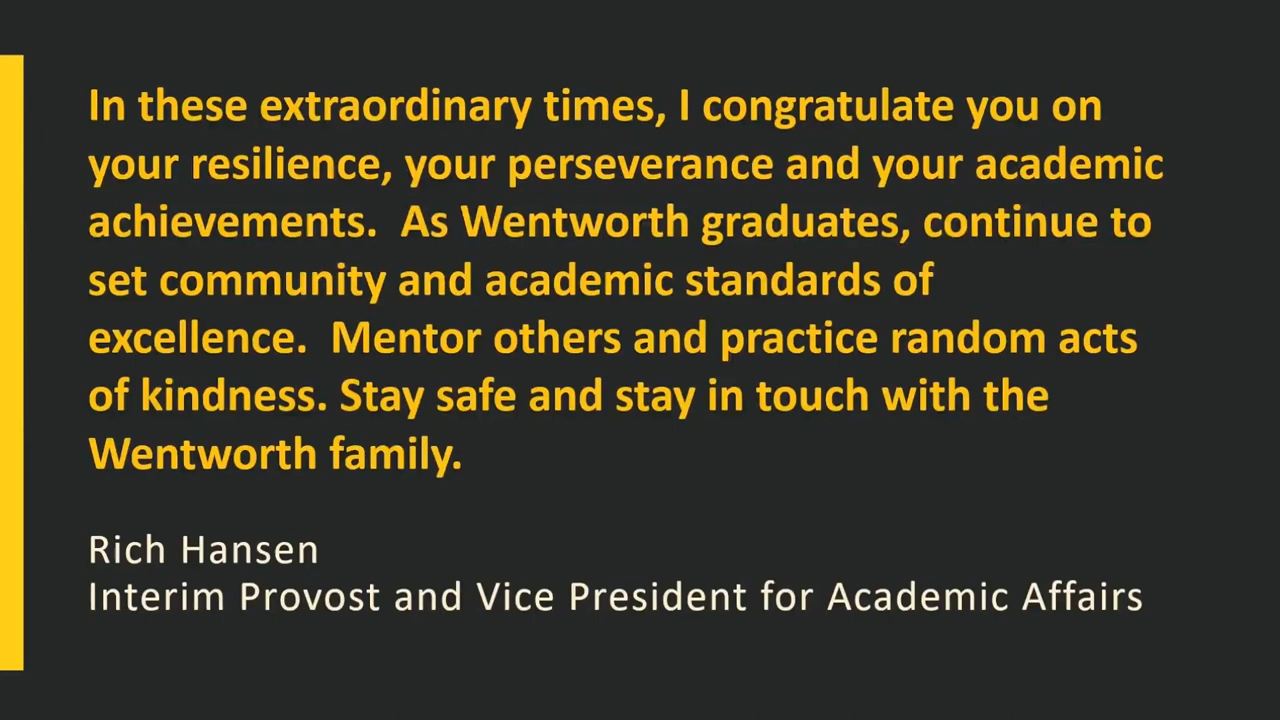 In these extraordinary times, I congratulate you on
your resilience, your perseverance and your academic
achievements.  As Wentworth graduates, continue to
set community and academic standards of
excellence.  Mentor others and practice random acts
of kindness. Stay safe and stay in touch with the
Wentworth family.
Rich Hansen
Interim Provost and Vice President for Academic Affairs